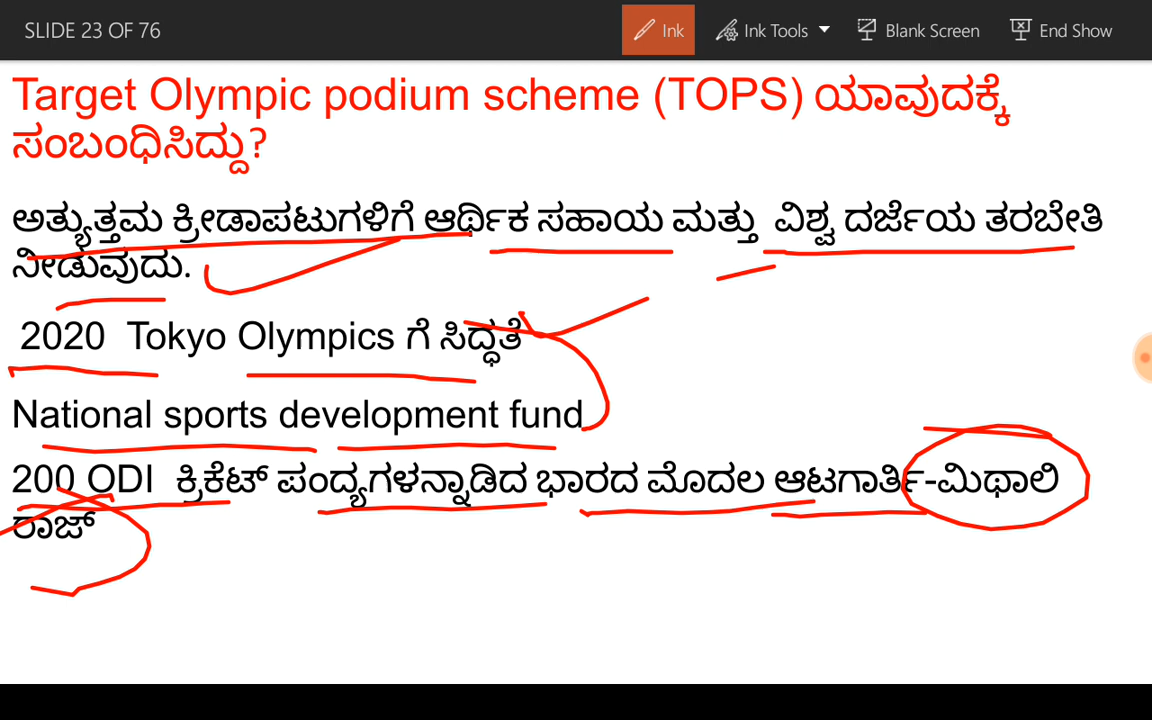 SLIDE 23 OF 76
Ink
Ink Tools
Blank Screen
End Show
Target Olympic podium scheme (TOPS) ಯಾವುದಕ್ಕೆ
ಸಂಬಂಧಿಸಿದ್ದು?
ಅತ್ಯುತ್ತಮ ಕ್ರೀಡಾಪಟುಗಳಿಗೆ ಆರ್ಥಿಕ ಸಹಾಯ ಮತ್ತು ವಿಶ್ವ ದರ್ಜೆಯ ತರಬೇತಿ
ನೀಡುವುದು.
2020 Tokyo Olympics ಗೆ ಸಿದ್ಧತೆ
National sports development fund
200 ODI ಕ್ರಿಕೆಟ್ ಪಂದ್ಯಗಳನ್ನಾಡಿದ ಭಾರದ ಮೊದಲ ಆಟಗಾರ್ತಿ-ಮಿಥಾಲಿ
ರಾಜ್